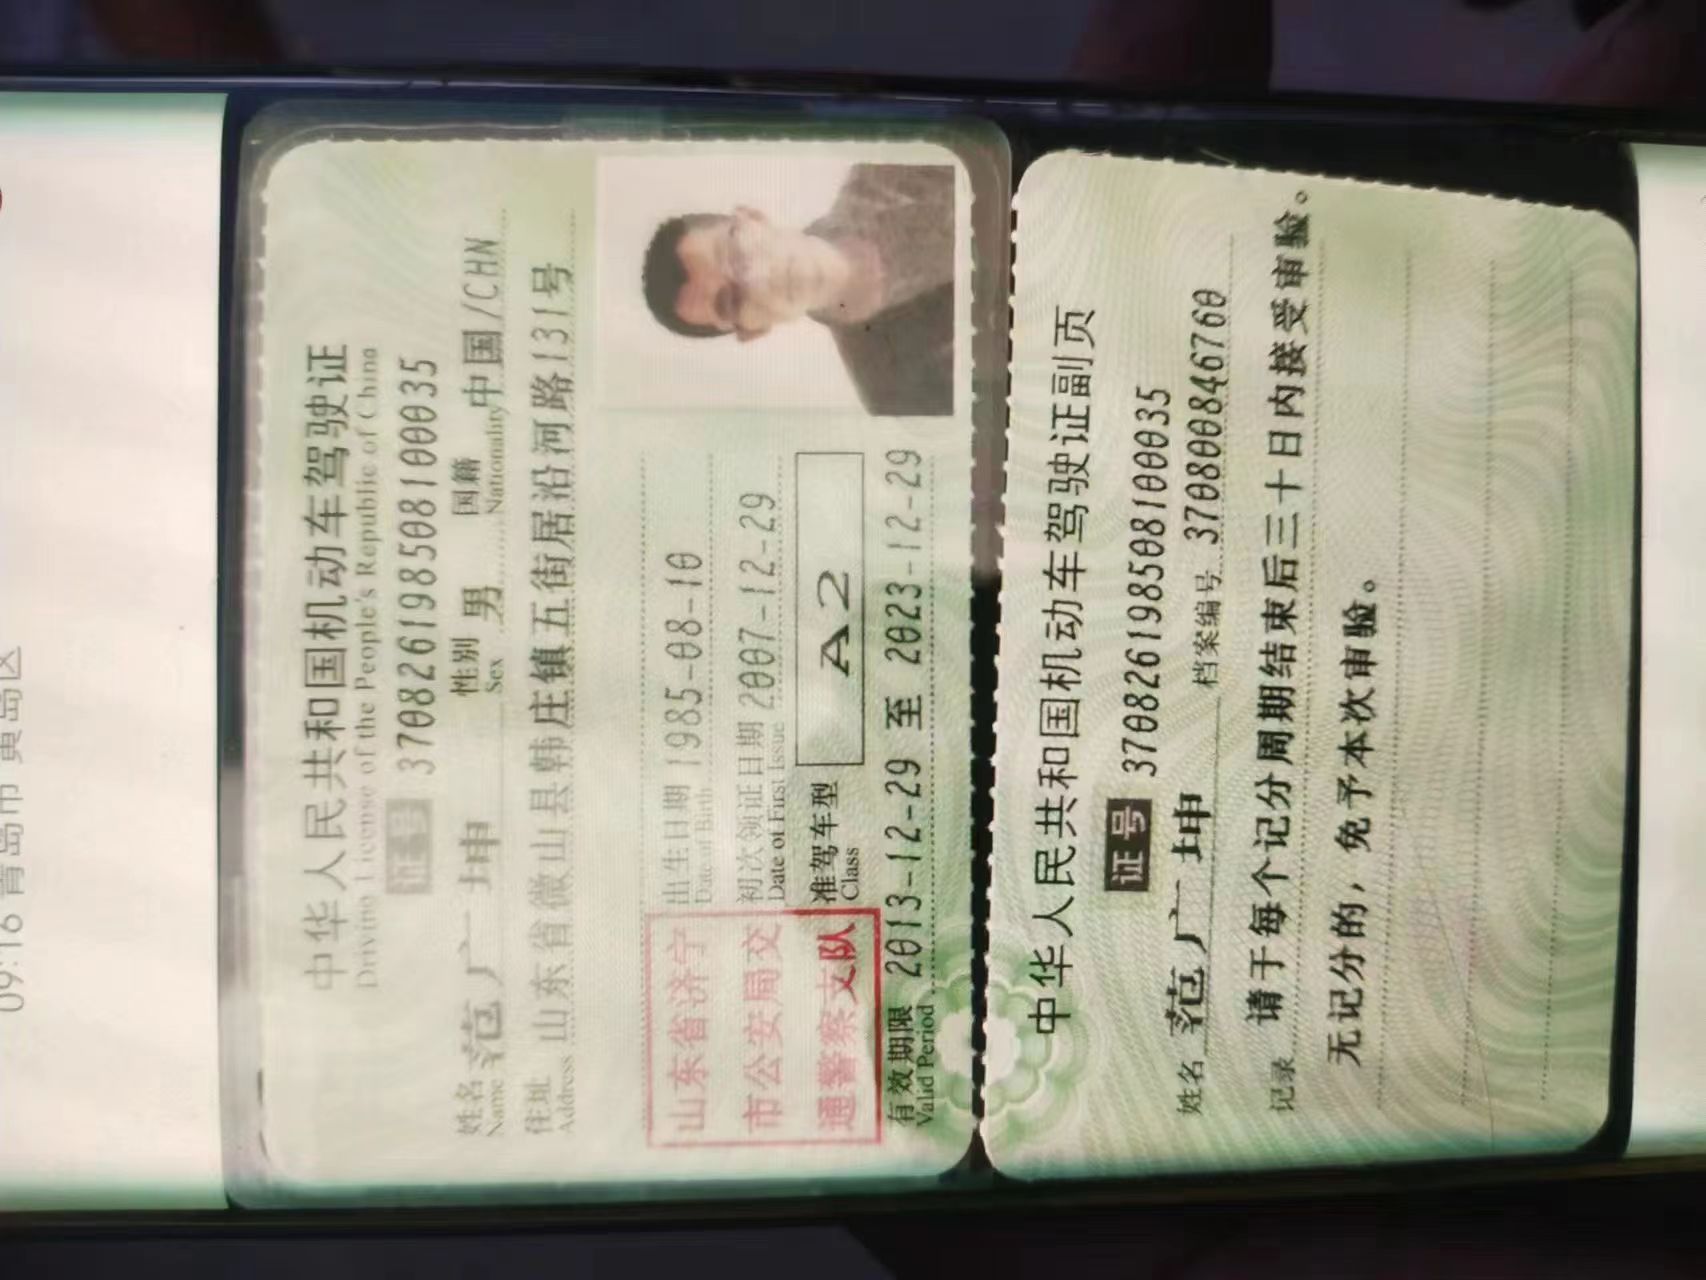 09:16 青岛市 黄岛区
中华人民共和国机动车驾驶证
Driving License of the People's Republic of China
证号 370826198508100035
姓名 范广坤 性别 男 国籍 中国/CHN
Name Sex Nationality
住址 山东省微山县韩庄镇五街居沿河路131号
Address
出生日期 1985-08-10
Date of Birth
初次领证日期 2007-12-29
Date of First Issue
准驾车型 A2
Class
山东省济宁
市公安局交
通警察支队
有效期限 2013-12-29 至 2023-12-29
Valid Period
中华人民共和国机动车驾驶证副页
证号 370826198508100035
姓名 范广坤 档案编号 370800846760
记录 请于每个记分周期结束后三十日内接受审验。
无记分的，免予本次审验。